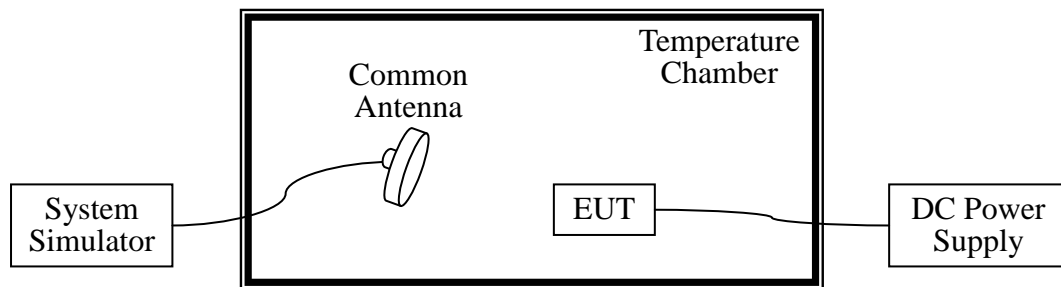 Temperature
Chamber
Common
Antenna
System
Simulator
EUT
DC Power
Supply